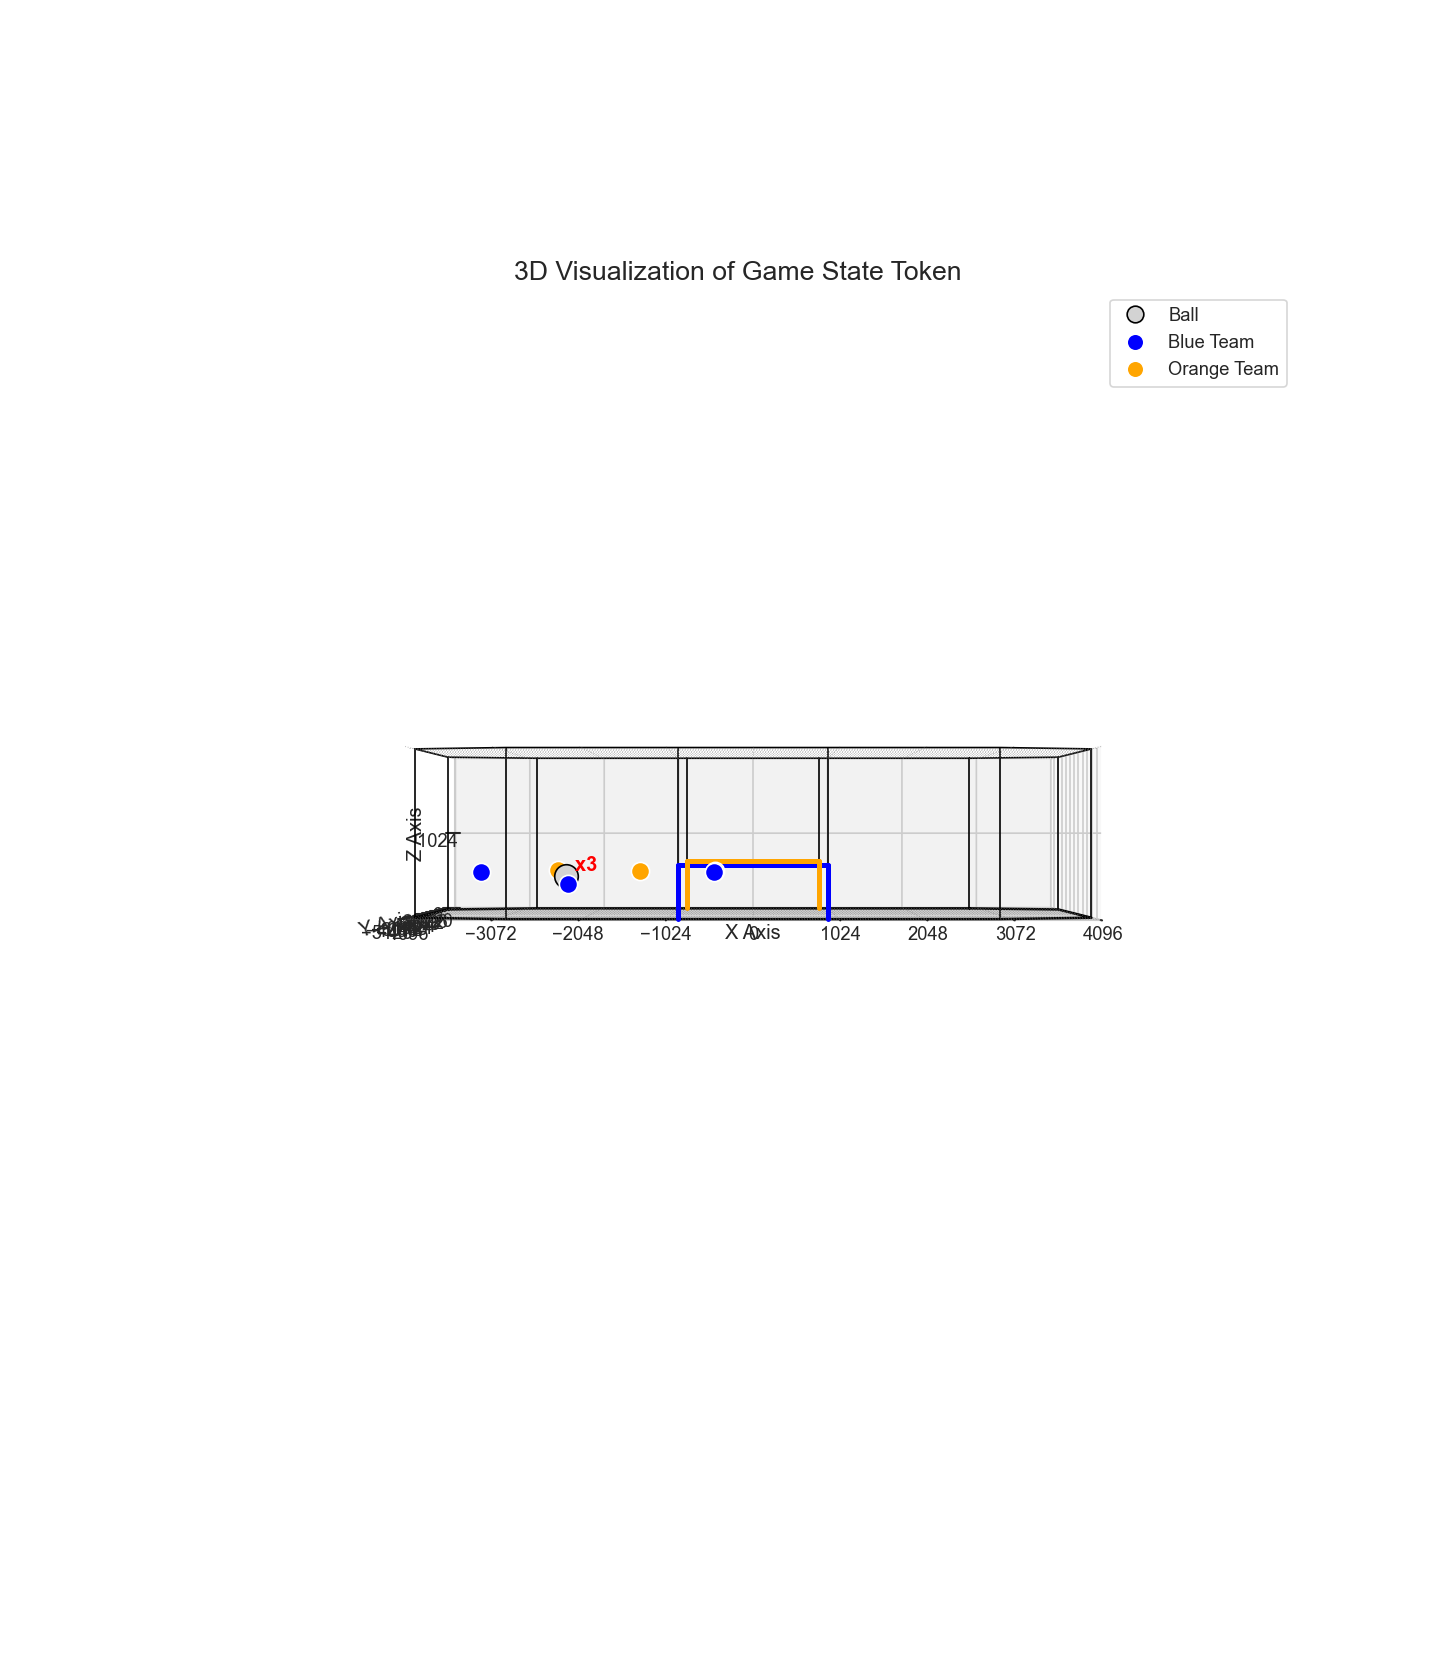 3D Visualization of Game State Token
Ball
Blue Team
Orange Team
x3
Z Axis
1024
−3072
−2048
−1024
0
1024
2048
3072
4096
X Axis
Y Axis